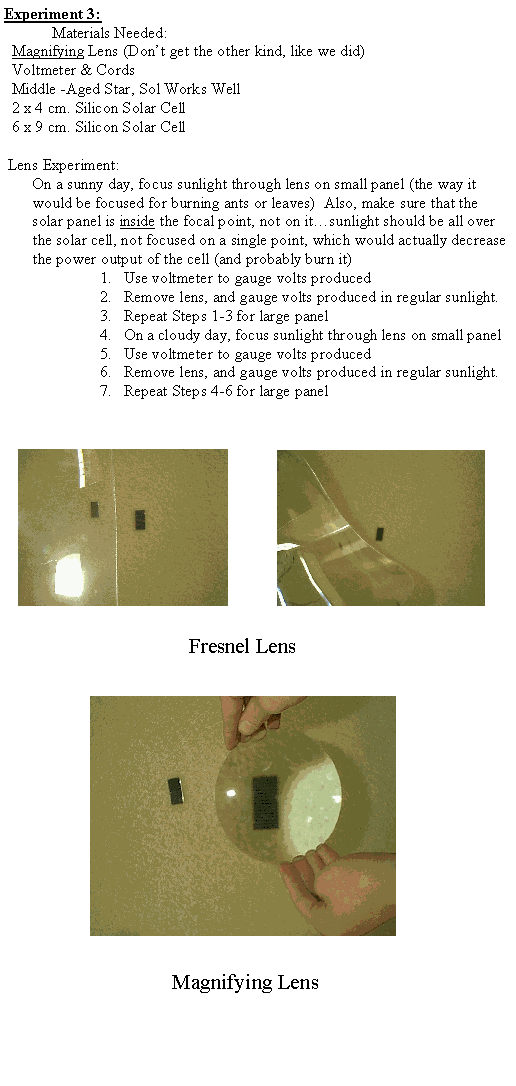 Experiment 3:
Materials Needed:
Magnifying Lens (Don't get the other kind, like we did)
Voltmeter & Cords
Middle -Aged Star, Sol Works Well
2 x 4 cm. Silicon Solar Cell
6 x 9 cm. Silicon Solar Cell
Lens Experiment:
On a sunny day, focus sunlight through lens on small panel (the way it
would be focused for burning ants or leaves)  Also, make sure that the
solar panel is inside the focal point, not on it…sunlight should be all over
the solar cell, not focused on a single point, which would actually decrease
the power output of the cell (and probably burn it)
1. Use voltmeter to gauge volts produced
2. Remove lens, and gauge volts produced in regular sunlight.
3. Repeat Steps 1-3 for large panel
4. On a cloudy day, focus sunlight through lens on small panel
5. Use voltmeter to gauge volts produced
6. Remove lens, and gauge volts produced in regular sunlight.
7. Repeat Steps 4-6 for large panel
Fresnel Lens
Magnifying Lens